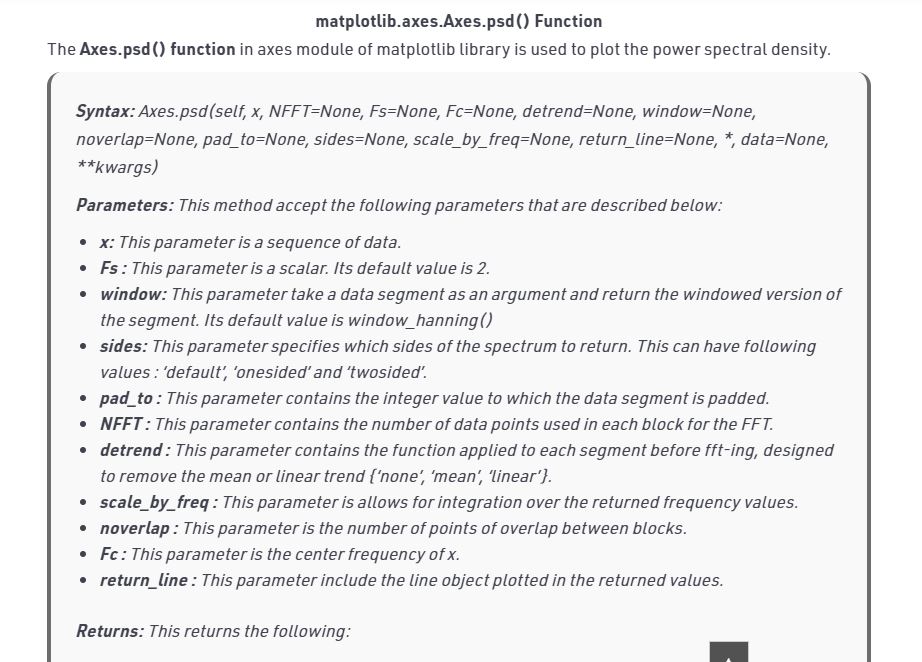 matplotlib.axes.Axes.psd() Function
The Axes.psd() function in axes module of matplotlib library is used to plot the power spectral density.
Syntax: Axes.psd(self, x, NFFT=None, Fs=None, Fc=None, detrend=None, window=None,
noverlap=None, pad_to=None, sides=None, scale_by_freq=None, return_line=None, *, data=None,
**kwargs)
Parameters: This method accept the following parameters that are described below:
• x: This parameter is a sequence of data.
• Fs : This parameter is a scalar. Its default value is 2.
• window: This parameter take a data segment as an argument and return the windowed version of
the segment. Its default value is window_hanning()
• sides: This parameter specifies which sides of the spectrum to return. This can have following
values : ‘default’, ‘onesided’ and ‘twosided’.
• pad_to : This parameter contains the integer value to which the data segment is padded.
• NFFT : This parameter contains the number of data points used in each block for the FFT.
• detrend : This parameter contains the function applied to each segment before fft-ing, designed
to remove the mean or linear trend {‘none’, ‘mean’, ‘linear’}.
• scale_by_freq : This parameter is allows for integration over the returned frequency values.
• noverlap : This parameter is the number of points of overlap between blocks.
• Fc : This parameter is the center frequency of x.
• return_line : This parameter include the line object plotted in the returned values.
Returns: This returns the following: